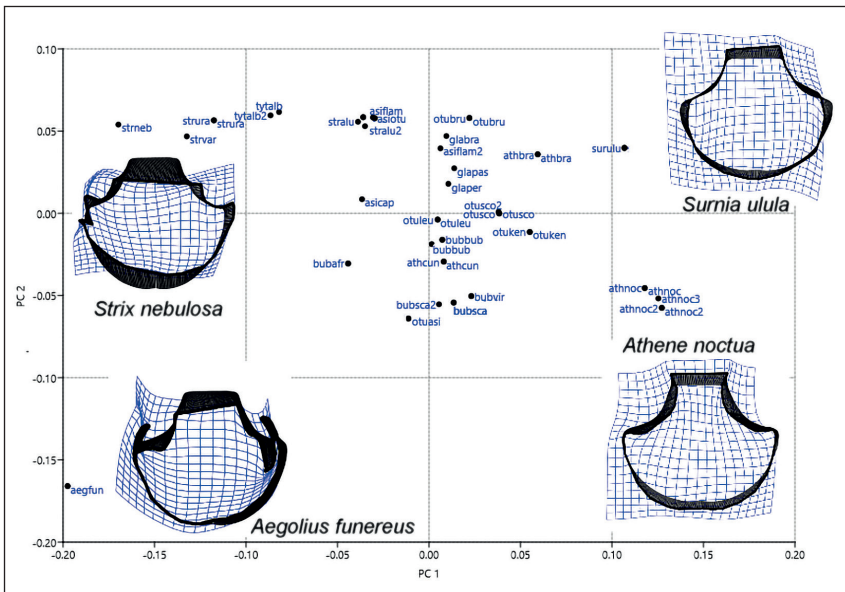 0.10
0.05
0.00
-0.05
-0.10
-0.15
-0.20
PC 2
strneb
strura
strura
strvar
tytalb
tytalb2
stralu
stralu2
asiflam
asiotu
otubru
otubru
glabra
asiflam2
athbra
athbra
surulu
glapas
glaper
asicap
otusco2
otusco
otusco
otuleu
otuleu
otuken
otuken
bubbub
bubbub
athcun
athcun
bubafr
bubsca2
bubsca
bubvir
otuasi
athnoc
athnoc
athnoc3
athnoc2
athnoc2
aegfun
Surnia ulula
Strix nebulosa
Athene noctua
Aegolius funereus
-0.20
-0.15
-0.10
-0.05
0.00
0.05
0.10
0.15
0.20
PC 1